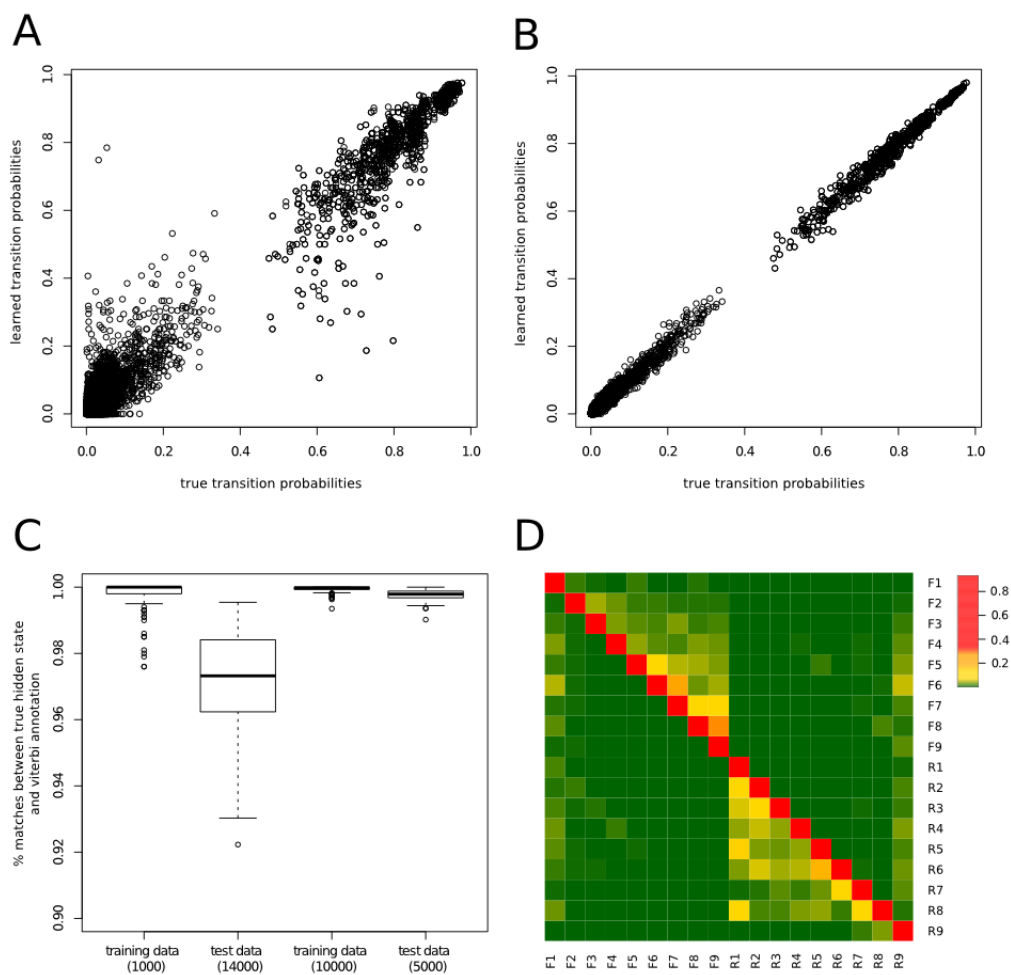 A
B
1.0
0.8
0.6
0.4
0.2
0.0
learned transition probabilities
0.0 0.2 0.4 0.6 0.8 1.0
true transition probabilities
1.0
0.8
0.6
0.4
0.2
0.0
learned transition probabilities
0.0 0.2 0.4 0.6 0.8 1.0
true transition probabilities
C
D
1.00
0.98
0.96
0.94
0.92
0.90
% matches between true hidden state
and viterbi annotation
training data test data training data test data
(1000) (14000) (10000) (5000)
F1
F2
F3
F4
F5
F6
F7
F8
F9
R1
R2
R3
R4
R5
R6
R7
R8
R9
0.8
0.6
0.4
0.2
F1 F2 F3 F4 F5 F6 F7 F8 F9 R1 R2 R3 R4 R5 R6 R7 R8 R9